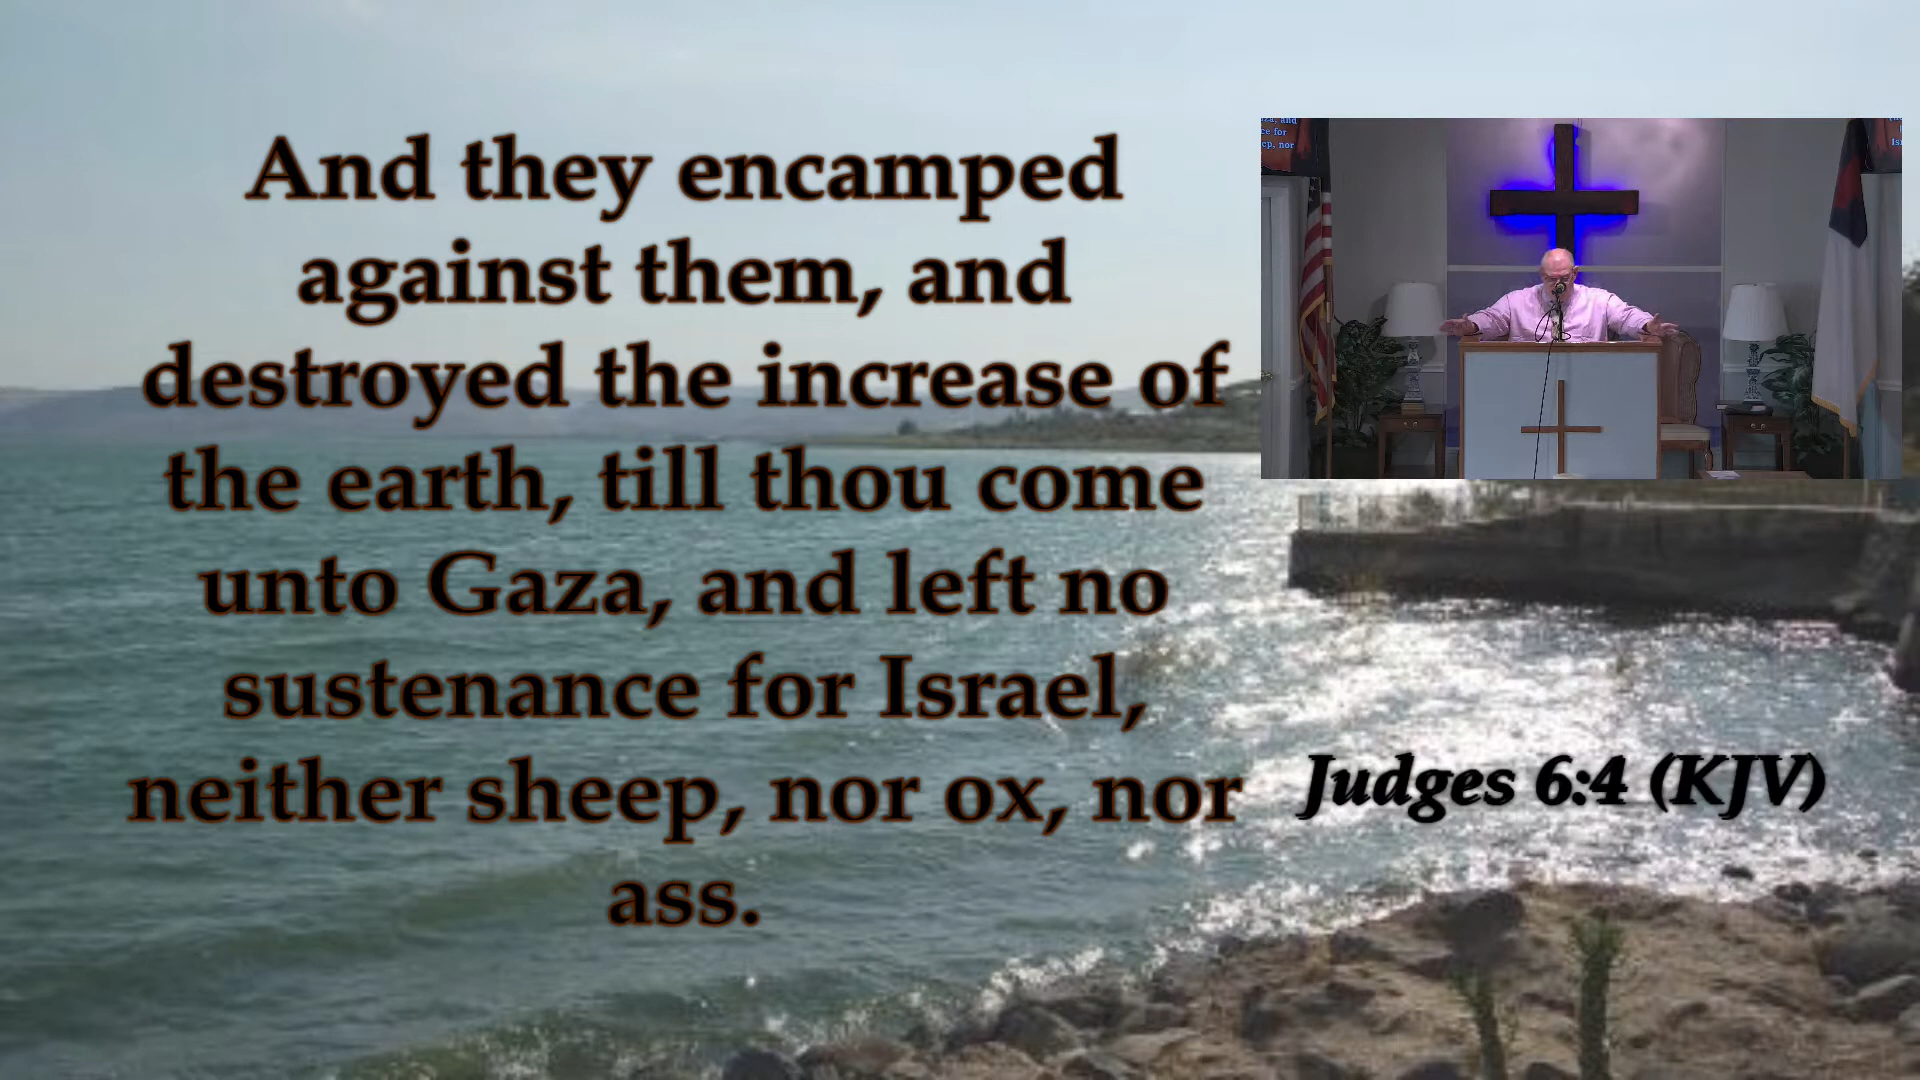 And they encamped
against them, and
destroyed the increase of
the earth, till thou come
unto Gaza, and left no
sustenance for Israel,
neither sheep, nor ox, nor
ass.
Judges 6:4 (KJV)